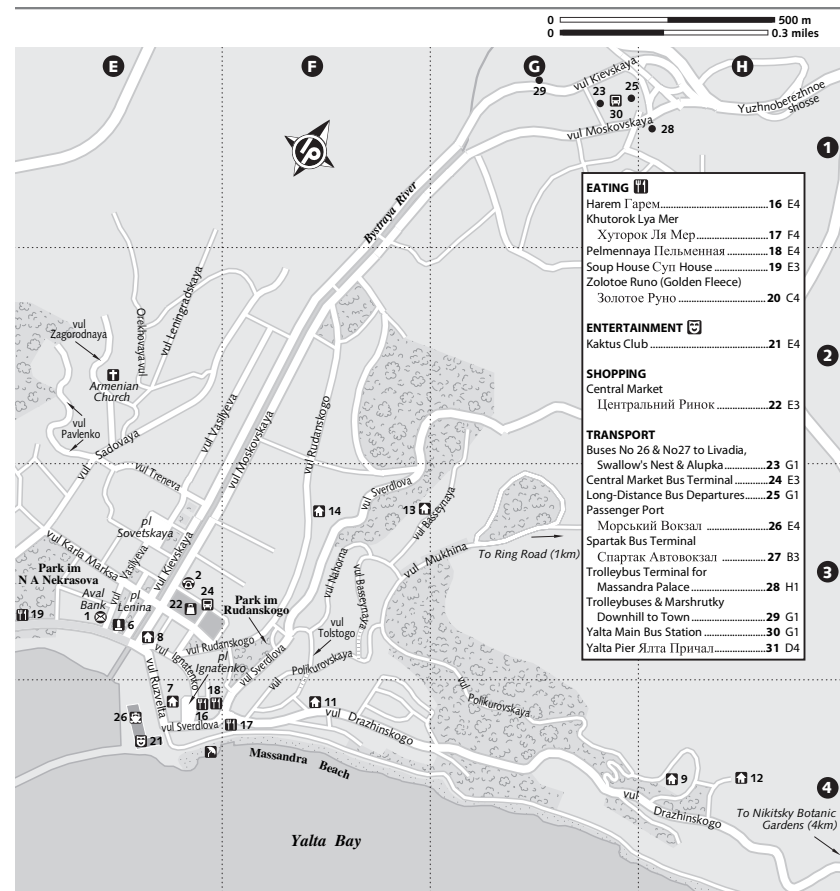 0 500 m
0 0.3 miles
E
F
G
H
1
2
3
4
vul Kievskaya
29
23
25
30
vul Moskovskaya
28
Yuzhnoberezhnoe
shosse
Bystraya River
EATING
Harem Гарем 16 E4
Khutorok Lya Mer
Хуторок Ля Мер 17 F4
Pelmennaya Пельменная 18 E4
Soup House Суп House 19 E3
Zolotoe Runo (Golden Fleece)
Золотое Руно 20 C4
ENTERTAINMENT
Kaktus Club 21 E4
SHOPPING
Central Market
Центральний Ринок 22 E3
TRANSPORT
Buses No 26 & No27 to Livadia,
Swallow's Nest & Alupka 23 G1
Central Market Bus Terminal 24 E3
Long-Distance Bus Departures 25 G1
Passenger Port
Морський Вокзал 26 E4
Spartak Bus Terminal
Спартак Автовокзал 27 B3
Trolleybus Terminal for
Massandra Palace 28 H1
Trolleybuses & Marshrutky
Downhill to Town 29 G1
Yalta Main Bus Station 30 G1
Yalta Pier Ялта Причал 31 D4
vul
Zagorodnaya
Orekhovaya vul
vul Leningradskaya
Armenian
Church
vul
Pavlenko
vul Sadovaya
vul Vasilyeva
vul Moskovskaya
vul Rudanskogo
vul Treneva
14
vul Sverdlova
13
vul Basseynaya
pl
Sovetskaya
vul Karla Marksa
vul Vasilyeva
vul Kievskaya
vul Nahorna
vul Basseynaya
vul Mukhina
To Ring Road (1km)
Park im
N A Nekrasova
2
24
22
Park im
Rudanskogo
Aval
Bank
1
pl
Lenina
6
19
8
vul Rudanskogo
vul
Tolstogo
vul Ignatenko
pl
Ignatenko
vul Sverdlova
vul Polikurovskaya
vul Ruzvelta
7
18
16
11
vul Polikurovskaya
26
vul Sverdlova
17
vul Drazhinskogo
21
Massandra Beach
9
12
vul
Drazhinskogo
To Nikitsky Botanic
Gardens (4km)
Yalta Bay